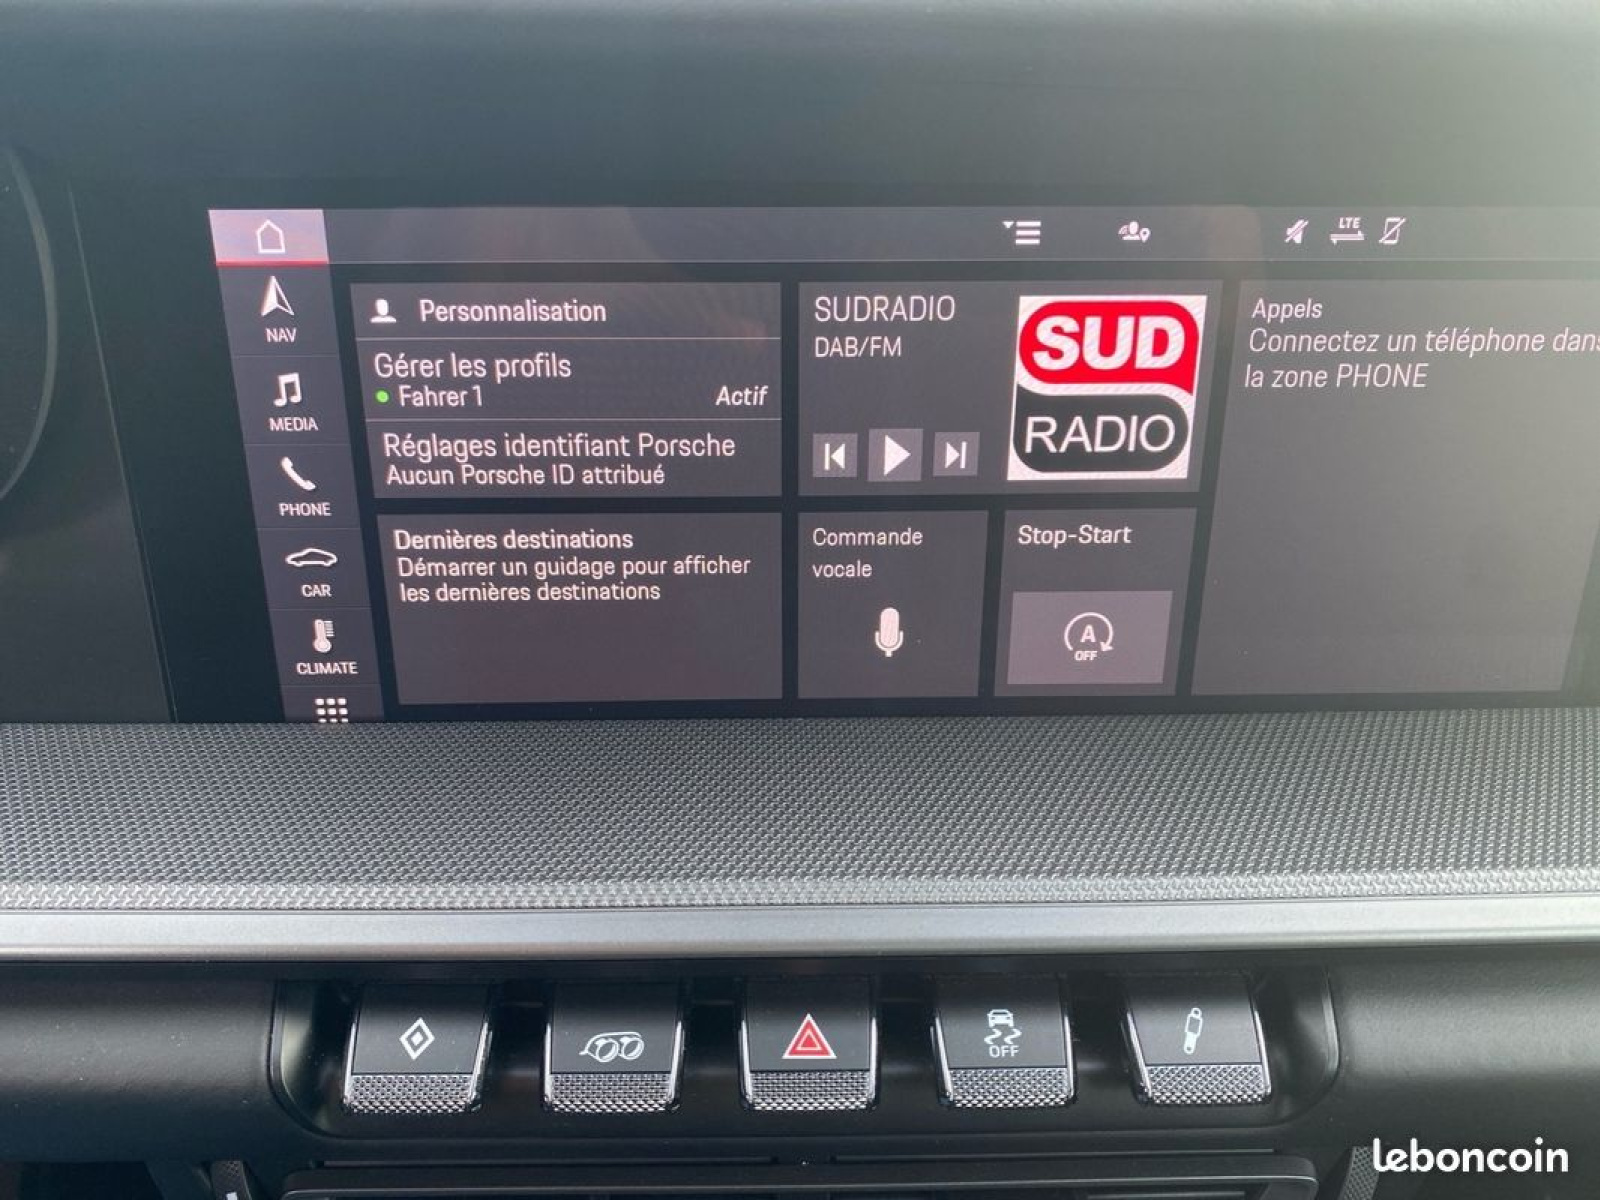 LTE
NAV
MEDIA
PHONE
CAR
CLIMATE
Personnalisation
Gérer les profils
Fahrer 1 Actif
Réglages identifiant Porsche
Aucun Porsche ID attribué
Dernières destinations
Démarrer un guidage pour afficher
les dernières destinations
SUDRADIO
DAB/FM
SUD
RADIO
Commande
vocale
Stop-Start
A
OFF
Appels
Connectez un téléphone dans
la zone PHONE
OFF
leboncoin